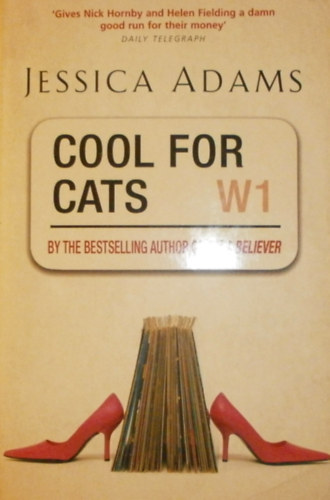 'Gives Nick Hornby and Helen Fielding a damn
good run for their money'
DAILY TELEGRAPH
JESSICA ADAMS
COOL FOR
CATS W1
BY THE BESTSELLING AUTHOR BELIEVER